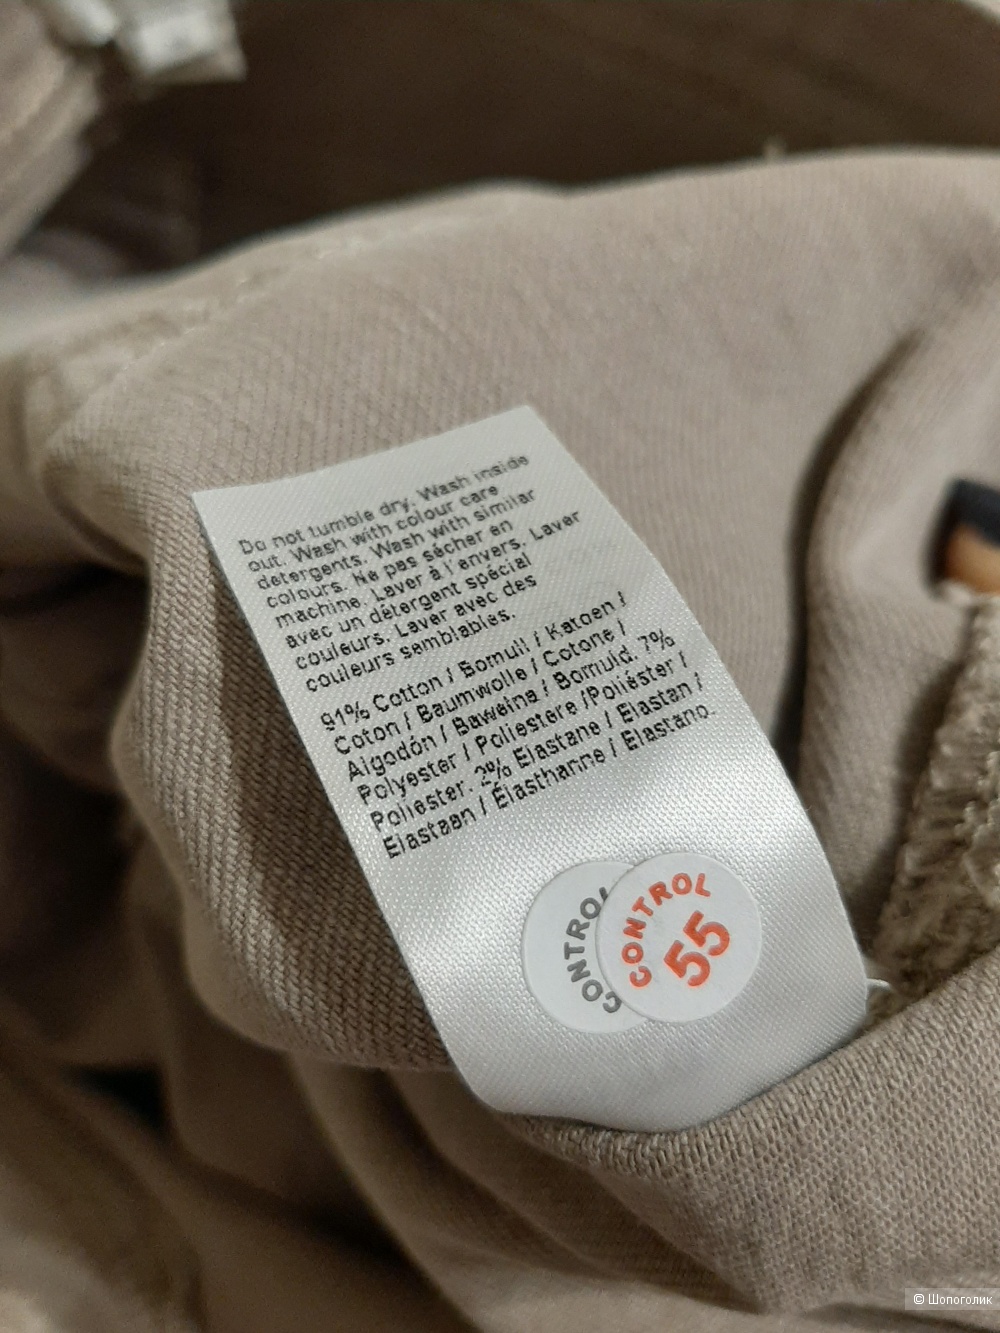 Do not tumble dry. Wash inside
out. Wash with colour care
detergents. Wash with similar
colours. Ne pas sécher en
machine. Laver à l'envers. Laver
avec un détergent spécial
couleurs. Laver avec des
couleurs semblables.
91% Cotton / Bomull / Katoen /
Coton / Baumwolle / Cotone /
Algodón / Bawełna / Bomuld. 7%
Polyester / Poliestere /Poliéster /
Poliester. 2% Elastane / Elastan /
Elastaan / Élasthanne / Elastano.
CONTROL
CONTROL
55
© Шопоголик